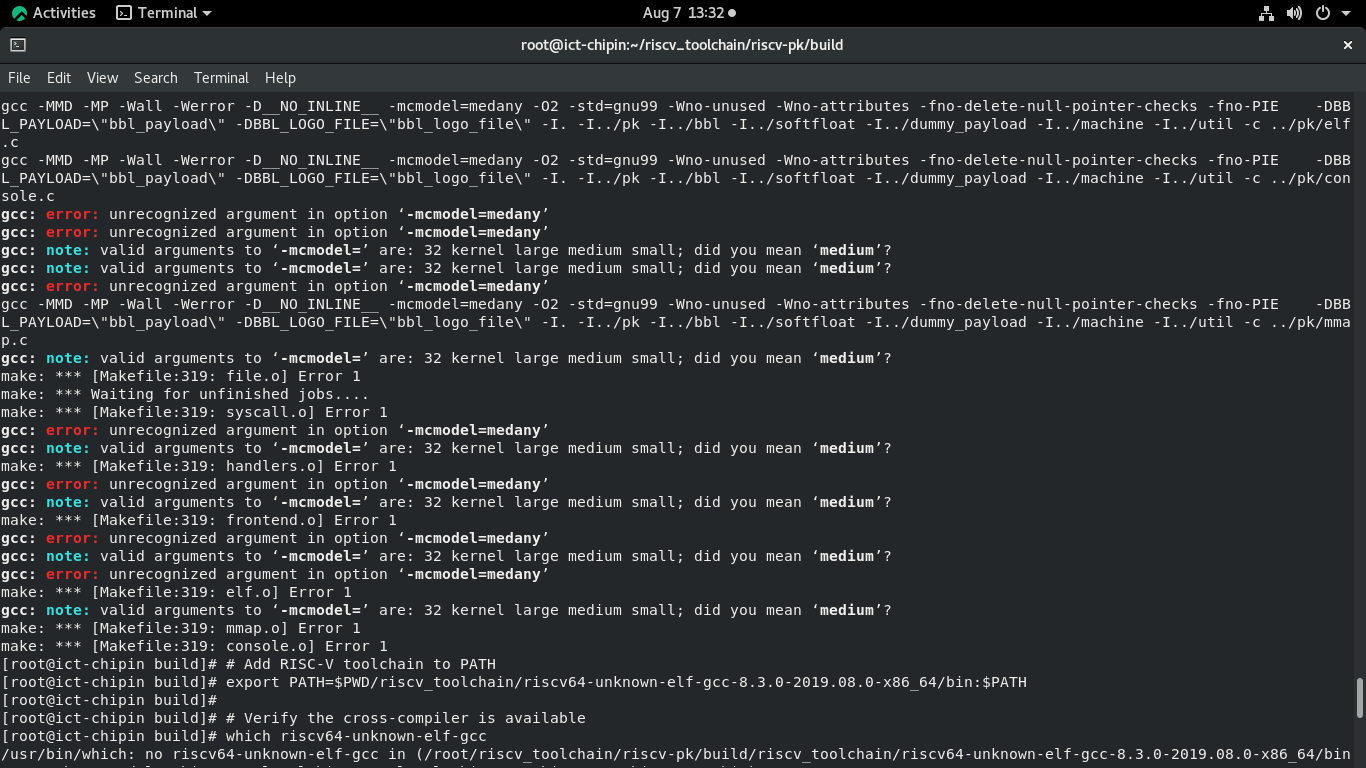 Activities Terminal Aug 7 13:32
root@ict-chipin:~/riscv_toolchain/riscv-pk/build
File Edit View Search Terminal Help
gcc -MMD -MP -Wall -Werror -D__NO_INLINE__ -mcmodel=medany -O2 -std=gnu99 -Wno-unused -Wno-attributes -fno-delete-null-pointer-checks -fno-PIE    -DBB
L_PAYLOAD=\"bbl_payload\" -DBBL_LOGO_FILE=\"bbl_logo_file\" -I. -I../pk -I../bbl -I../softfloat -I../dummy_payload -I../machine -I../util -c ../pk/elf
.c
gcc -MMD -MP -Wall -Werror -D__NO_INLINE__ -mcmodel=medany -O2 -std=gnu99 -Wno-unused -Wno-attributes -fno-delete-null-pointer-checks -fno-PIE    -DBB
L_PAYLOAD=\"bbl_payload\" -DBBL_LOGO_FILE=\"bbl_logo_file\" -I. -I../pk -I../bbl -I../softfloat -I../dummy_payload -I../machine -I../util -c ../pk/con
sole.c
gcc: error: unrecognized argument in option ‘-mcmodel=medany’
gcc: error: unrecognized argument in option ‘-mcmodel=medany’
gcc: note: valid arguments to ‘-mcmodel=’ are: 32 kernel large medium small; did you mean ‘medium’?
gcc: note: valid arguments to ‘-mcmodel=’ are: 32 kernel large medium small; did you mean ‘medium’?
gcc: error: unrecognized argument in option ‘-mcmodel=medany’
gcc -MMD -MP -Wall -Werror -D__NO_INLINE__ -mcmodel=medany -O2 -std=gnu99 -Wno-unused -Wno-attributes -fno-delete-null-pointer-checks -fno-PIE    -DBB
L_PAYLOAD=\"bbl_payload\" -DBBL_LOGO_FILE=\"bbl_logo_file\" -I. -I../pk -I../bbl -I../softfloat -I../dummy_payload -I../machine -I../util -c ../pk/mma
p.c
gcc: note: valid arguments to ‘-mcmodel=’ are: 32 kernel large medium small; did you mean ‘medium’?
make: *** [Makefile:319: file.o] Error 1
make: *** Waiting for unfinished jobs....
make: *** [Makefile:319: syscall.o] Error 1
gcc: error: unrecognized argument in option ‘-mcmodel=medany’
gcc: note: valid arguments to ‘-mcmodel=’ are: 32 kernel large medium small; did you mean ‘medium’?
make: *** [Makefile:319: handlers.o] Error 1
gcc: error: unrecognized argument in option ‘-mcmodel=medany’
gcc: note: valid arguments to ‘-mcmodel=’ are: 32 kernel large medium small; did you mean ‘medium’?
make: *** [Makefile:319: frontend.o] Error 1
gcc: error: unrecognized argument in option ‘-mcmodel=medany’
gcc: note: valid arguments to ‘-mcmodel=’ are: 32 kernel large medium small; did you mean ‘medium’?
gcc: error: unrecognized argument in option ‘-mcmodel=medany’
make: *** [Makefile:319: elf.o] Error 1
gcc: note: valid arguments to ‘-mcmodel=’ are: 32 kernel large medium small; did you mean ‘medium’?
make: *** [Makefile:319: mmap.o] Error 1
make: *** [Makefile:319: console.o] Error 1
[root@ict-chipin build]# # Add RISC-V toolchain to PATH
[root@ict-chipin build]# export PATH=$PWD/riscv_toolchain/riscv64-unknown-elf-gcc-8.3.0-2019.08.0-x86_64/bin:$PATH
[root@ict-chipin build]#
[root@ict-chipin build]# # Verify the cross-compiler is available
[root@ict-chipin build]# which riscv64-unknown-elf-gcc
/usr/bin/which: no riscv64-unknown-elf-gcc in (/root/riscv_toolchain/riscv-pk/build/riscv_toolchain/riscv64-unknown-elf-gcc-8.3.0-2019.08.0-x86_64/bin